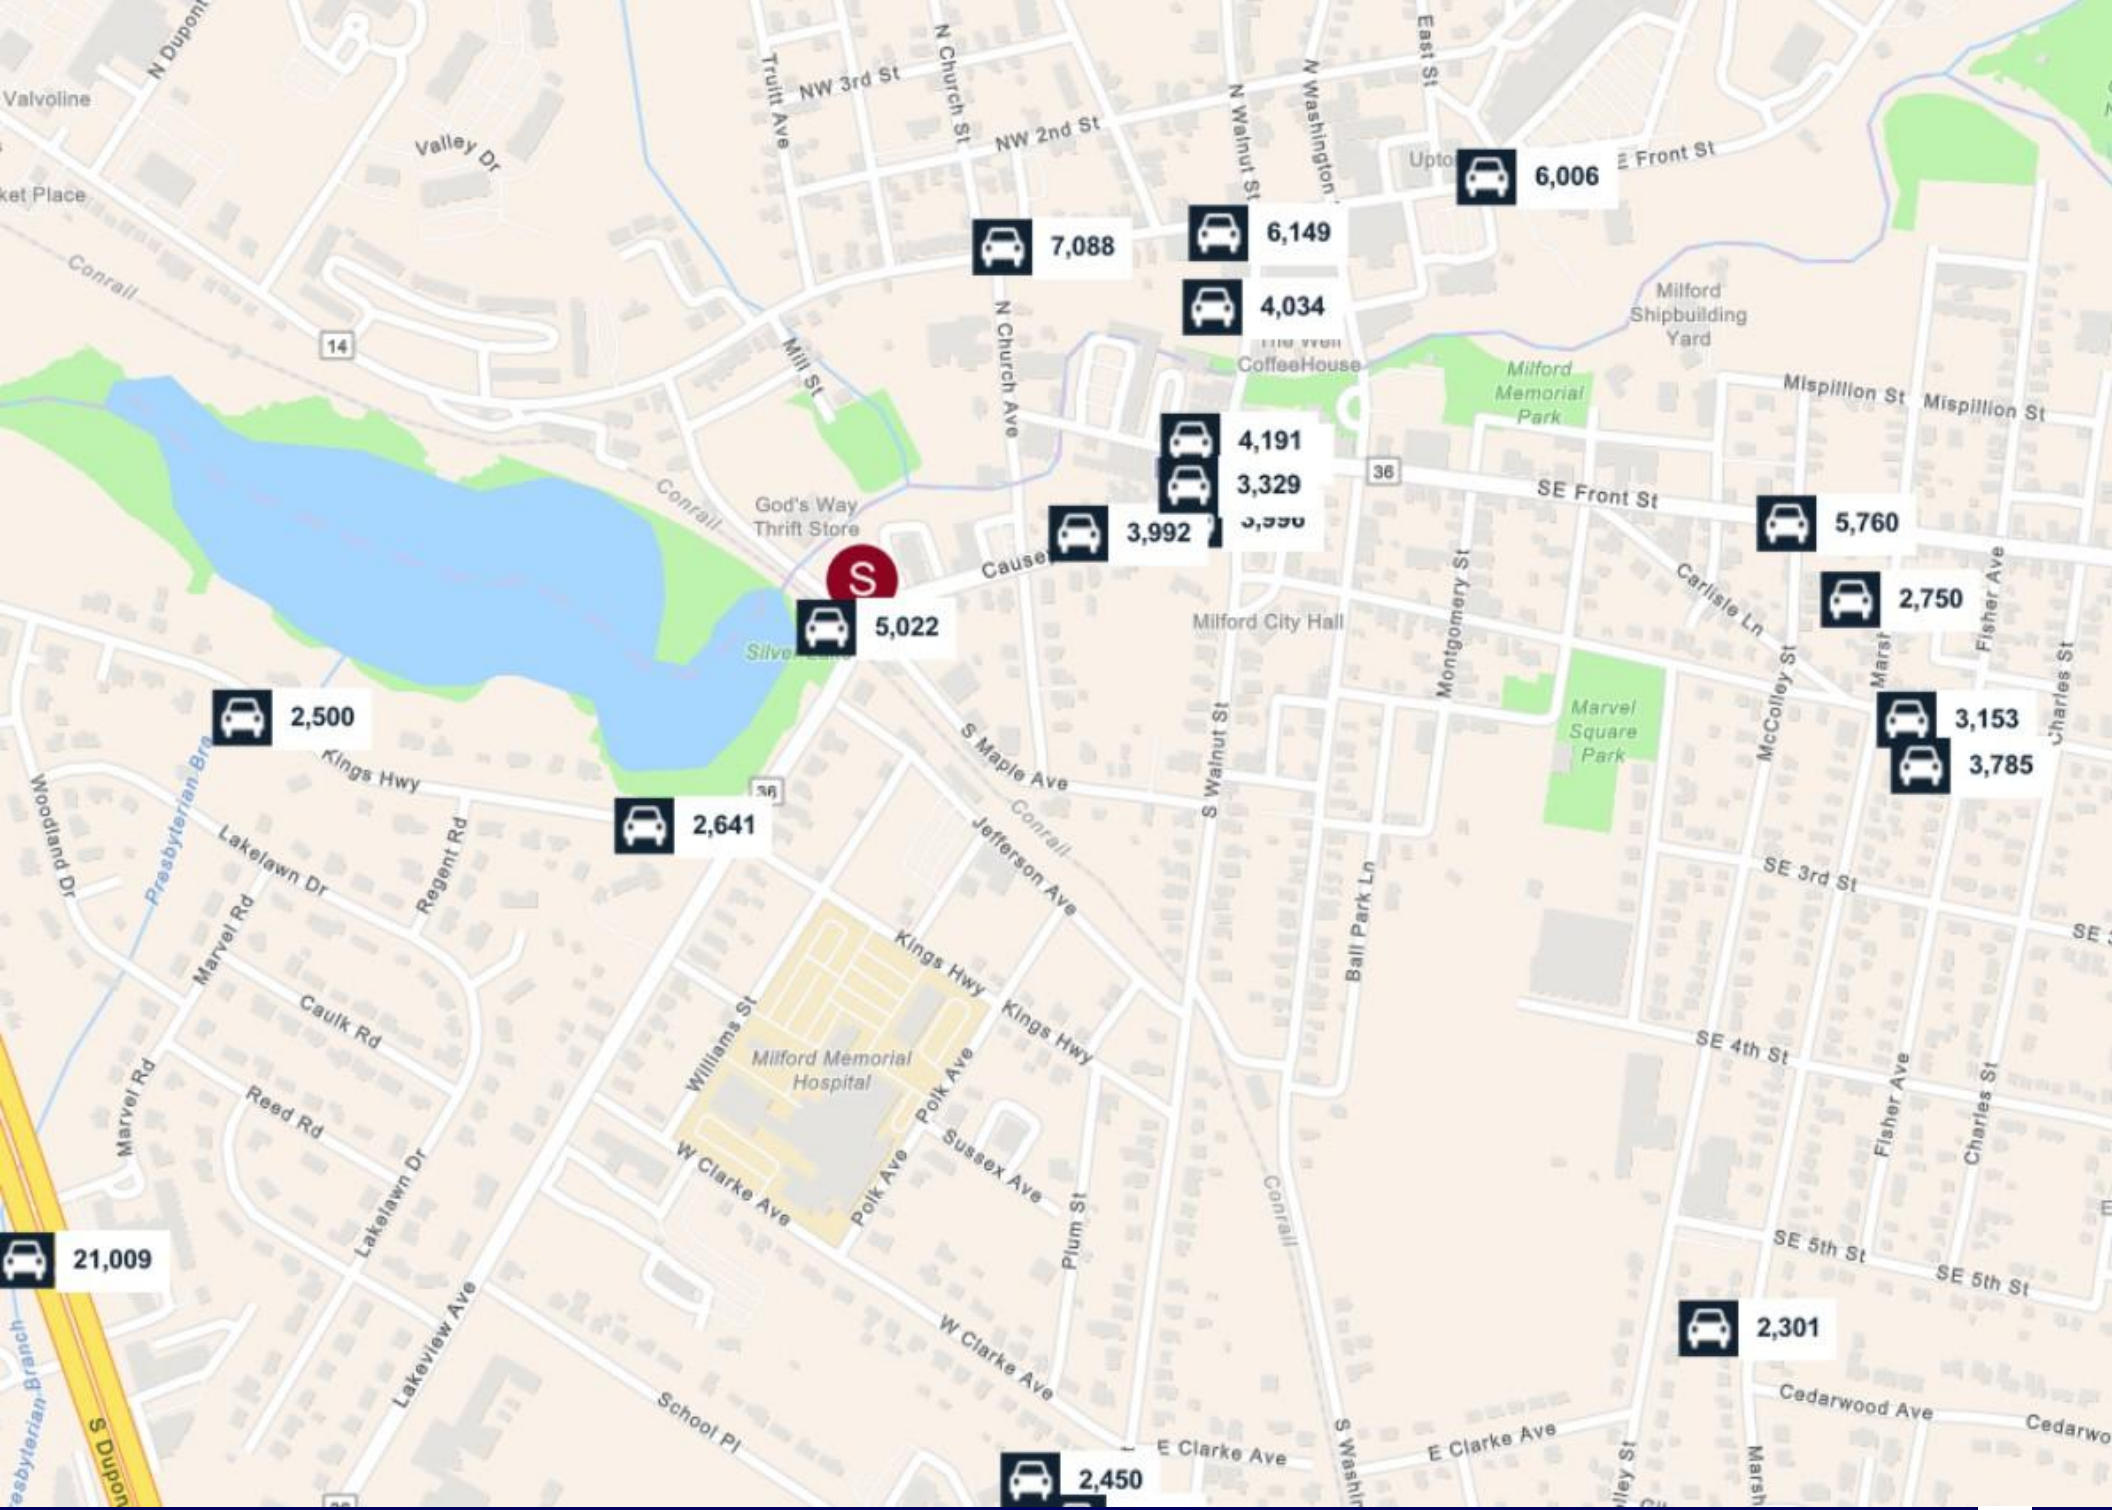 N Dupont
Valvoline
ket Place
Conrail
Valley Dr
Truitt Ave
NW 3rd St
N Church St
NW 2nd St
N Walnut St
N Washington
East St
E Front St
6,006
7,088
6,149
4,034
14
Mill St
N Church Ave
CoffeeHouse
Milford
Memorial
Park
Milford
Shipbuilding
Yard
Mispillion St
Mispillion St
4,191
3,329
3,992
36
SE Front St
5,760
Conrail
God's Way
Thrift Store
S
5,022
Milford City Hall
Montgomery St
Carlisle Ln
2,750
Fisher Ave
Charles St
McColley St
Marvel
Square
Park
3,153
3,785
2,500
Kings Hwy
2,641
36
S Maple Ave
S Walnut St
Conrail
Jefferson Ave
Woodland Dr
Lakelawn Dr
Regent Rd
Marvel Rd
Caulk Rd
Reed Rd
Marvel Rd
Kings Hwy
Kings Hwy
Ball Park Ln
SE 3rd St
SE 4th St
Williams St
Milford Memorial
Hospital
Polk Ave
Polk Ave
Sussex Ave
W Clarke Ave
Plum St
Conrail
Fisher Ave
Charles St
SE 5th St
SE 5th St
21,009
Lakelawn Dr
Lakeview Ave
2,301
W Clarke Ave
School Pl
E Clarke Ave
E Clarke Ave
Cedarwood Ave
Cedarwo
S Dupon
S Washin
Marsh
2,450